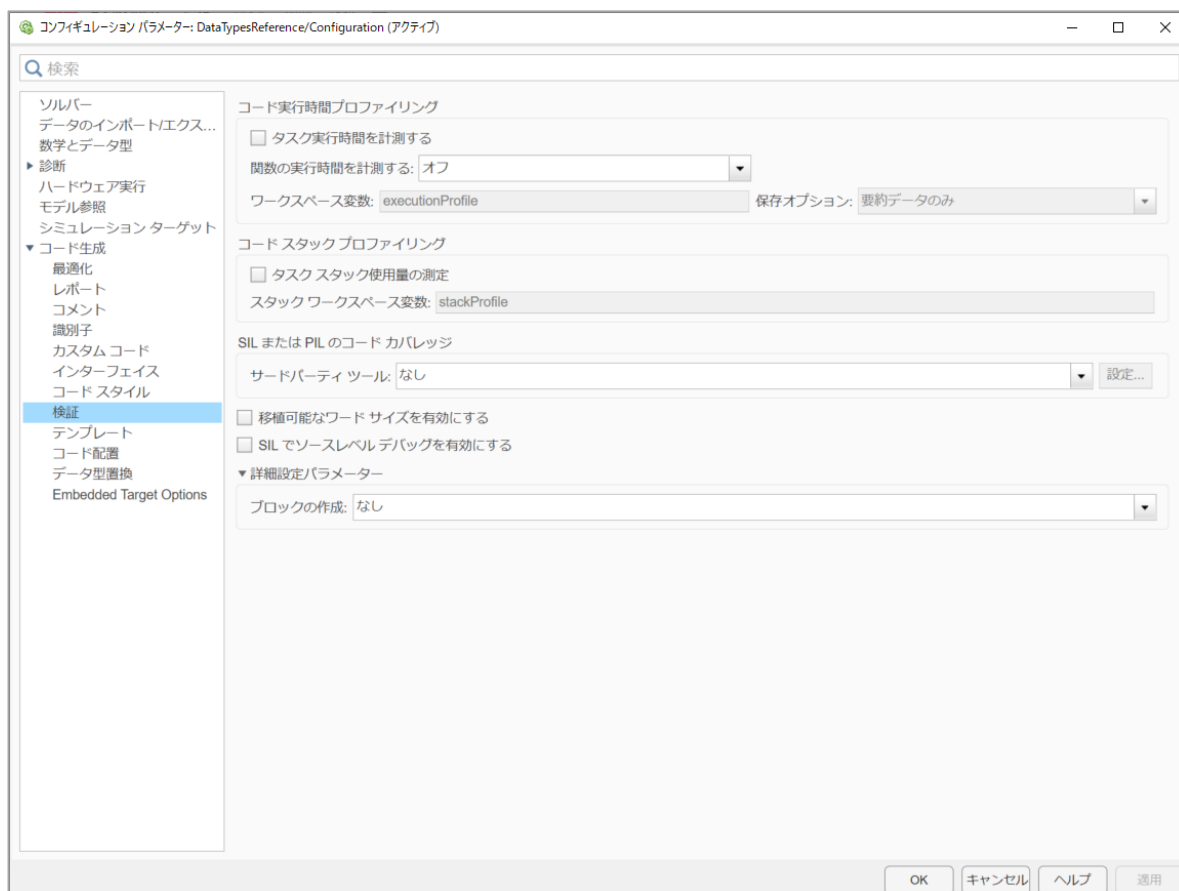 コンフィギュレーション パラメーター: DataTypesReference/Configuration (アクティブ)
検索
ソルバー
データのインポート/エクス...
数学とデータ型
診断
ハードウェア実行
モデル参照
シミュレーション ターゲット
コード生成
最適化
レポート
コメント
識別子
カスタム コード
インターフェイス
コード スタイル
検証
テンプレート
コード配置
データ型置換
Embedded Target Options
コード実行時間プロファイリング
タスク実行時間を計測する
関数の実行時間を計測する: オフ
ワークスペース変数: executionProfile 保存オプション: 要約データのみ
コード スタック プロファイリング
タスク スタック使用量の測定
スタック ワークスペース変数: stackProfile
SIL または PIL のコード カバレッジ
サードパーティ ツール: なし 設定...
移植可能なワード サイズを有効にする
SIL でソースレベル デバッグを有効にする
詳細設定パラメーター
ブロックの作成: なし
OK キャンセル ヘルプ 適用